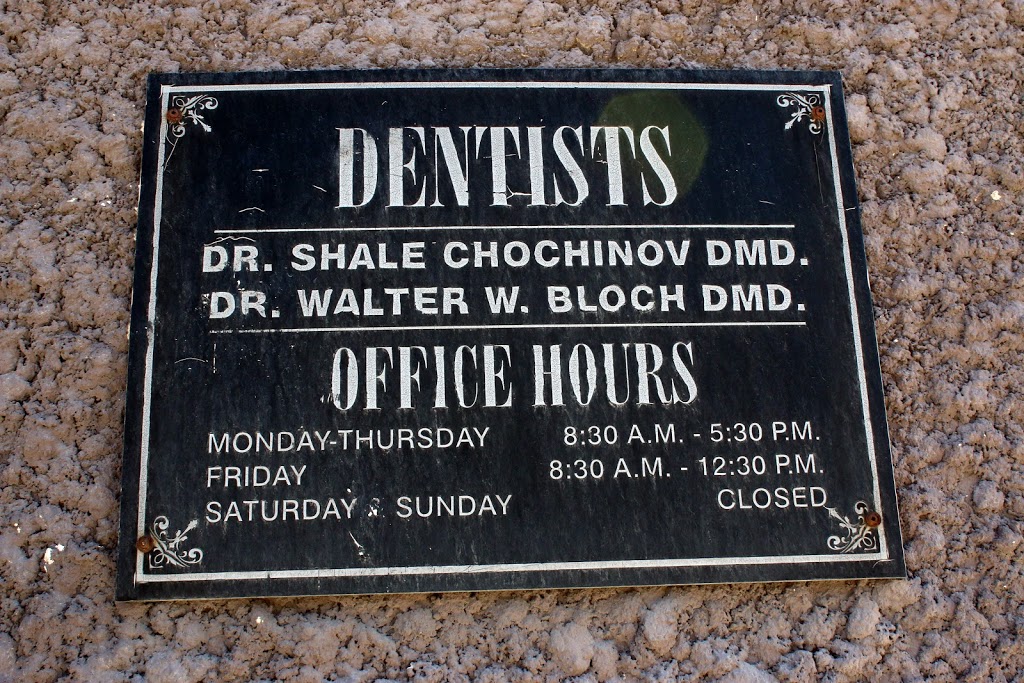 DENTISTS
DR. SHALE CHOCHINOV DMD.
DR. WALTER W. BLOCH DMD.
OFFICE HOURS
MONDAY-THURSDAY 8:30 A.M. - 5:30 P.M.
FRIDAY 8:30 A.M. - 12:30 P.M.
SATURDAY & SUNDAY CLOSED